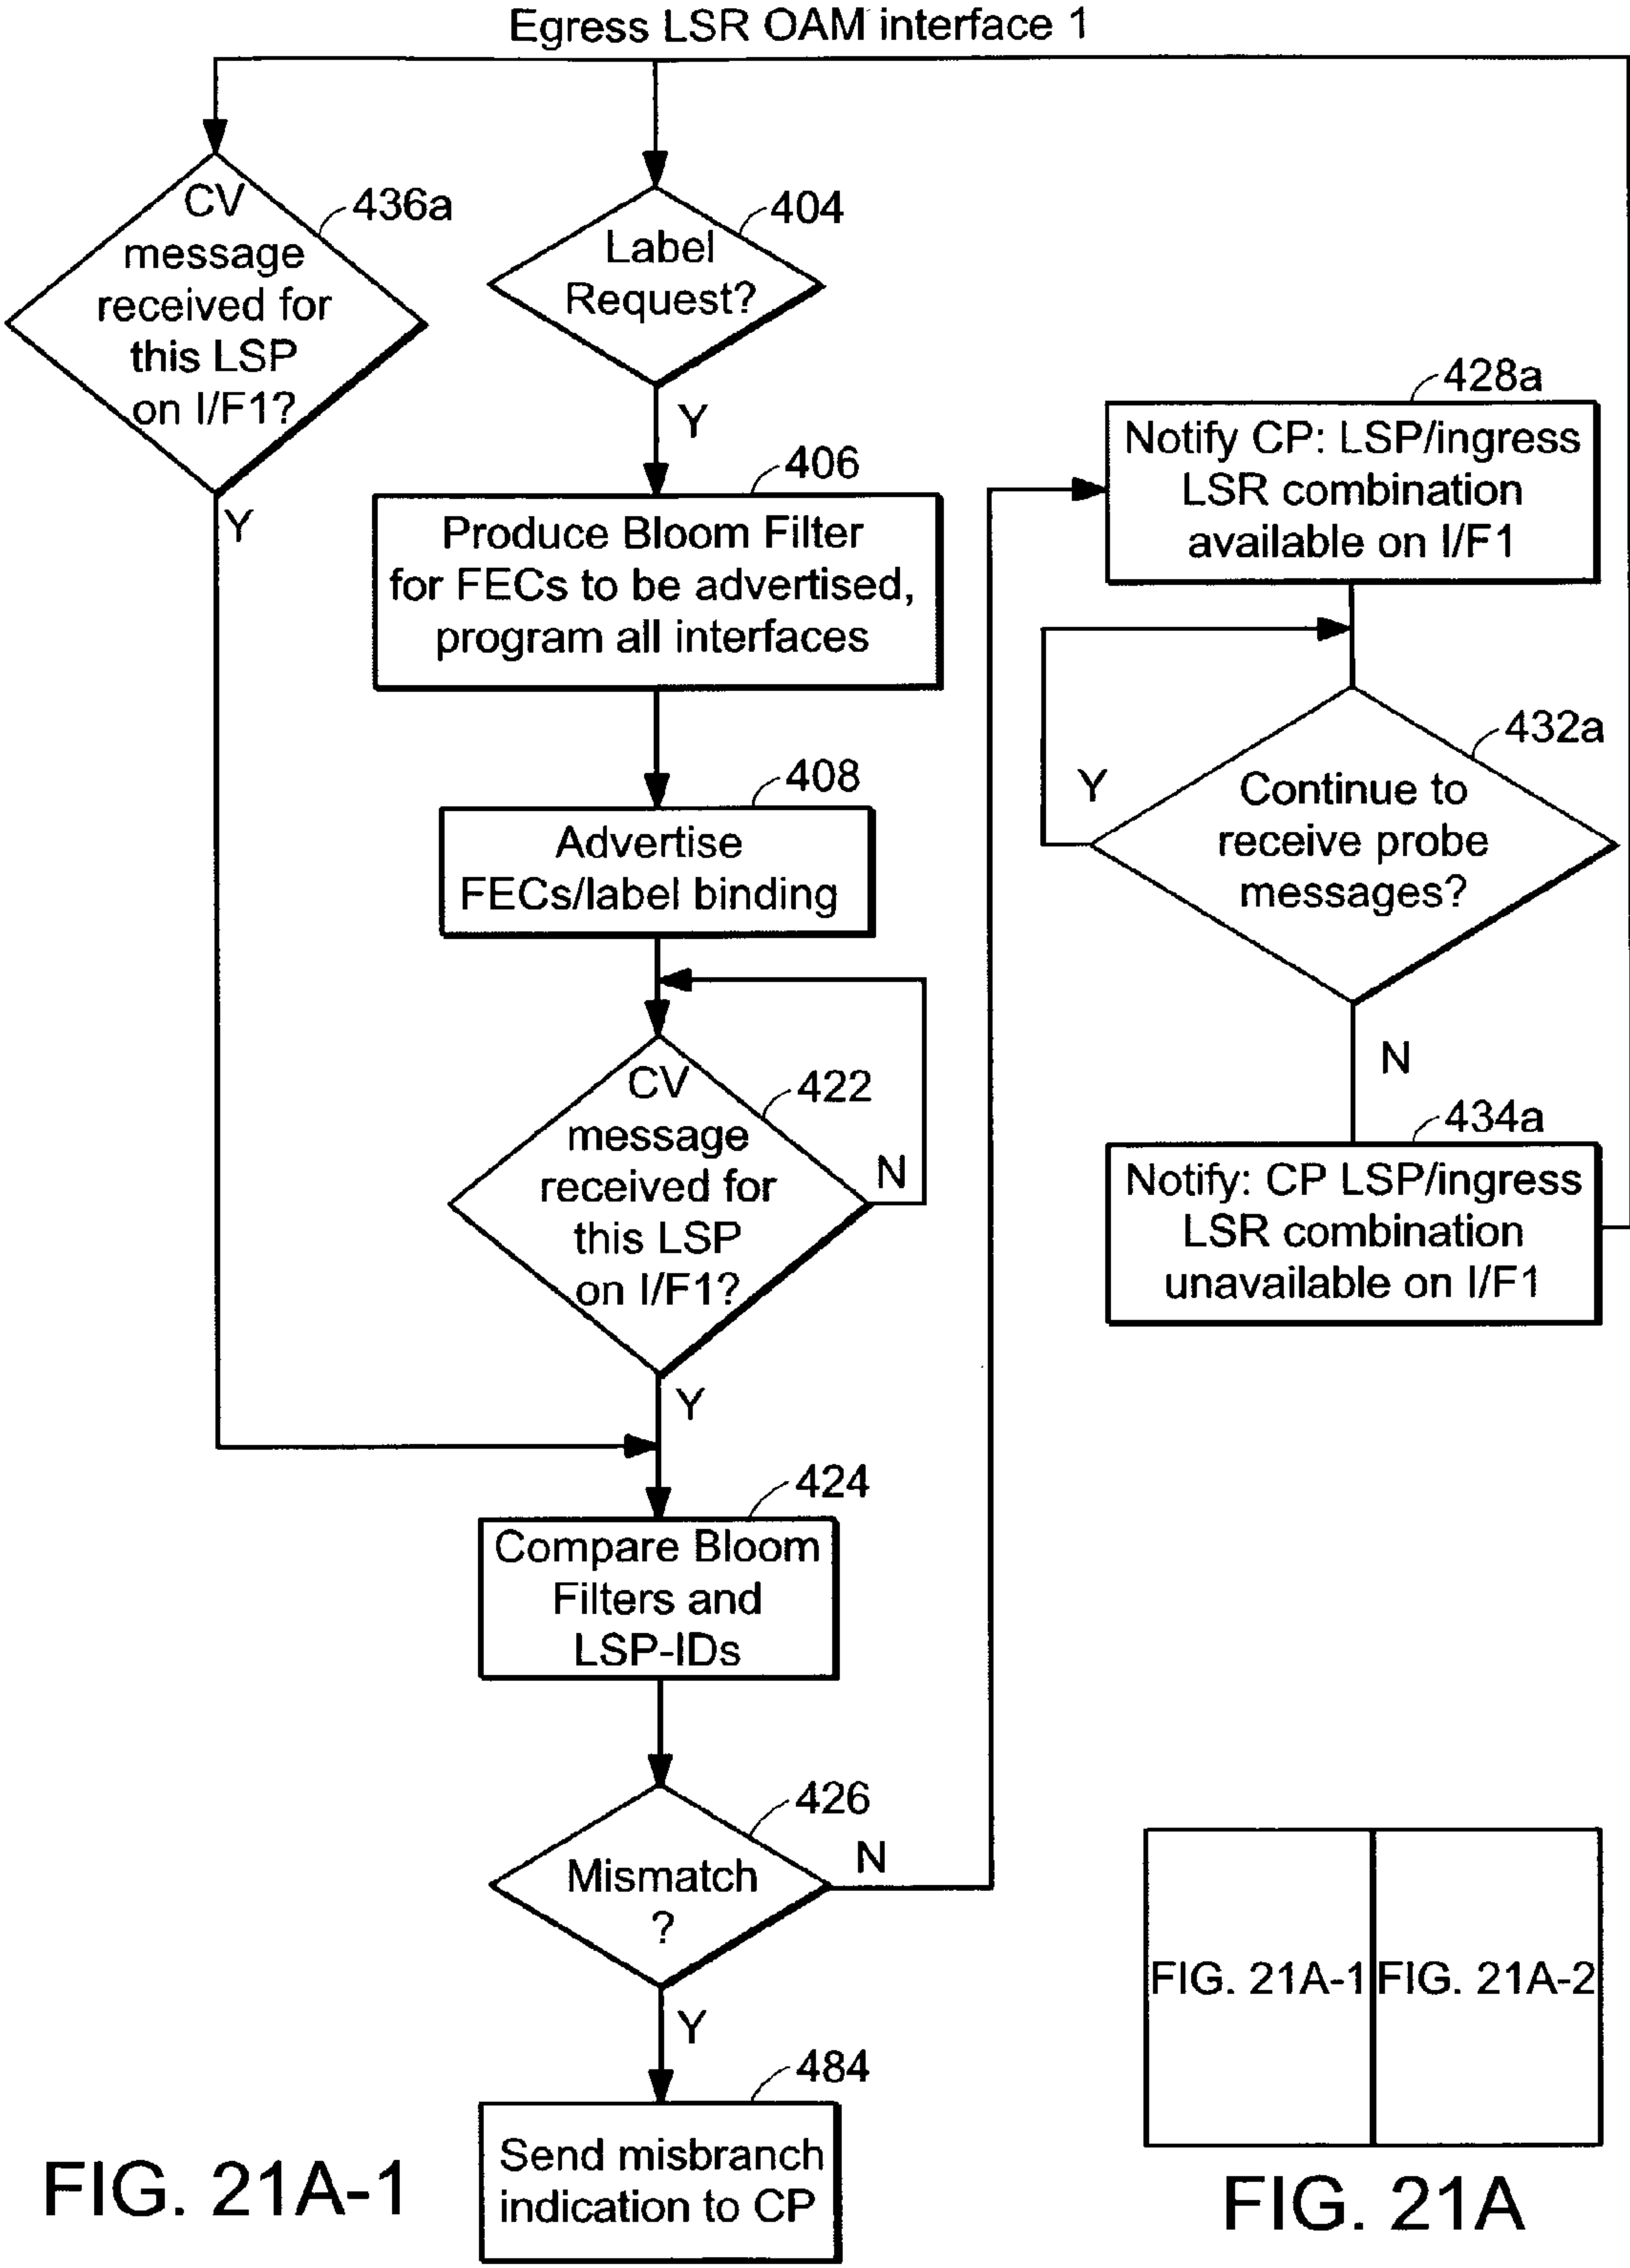 Egress LSR OAM interface 1
CV
message
received for
this LSP
on I/F1?
436a
Y
Label
Request?
404
Y
406
Produce Bloom Filter
for FECs to be advertised,
program all interfaces
408
Advertise
FECs/label binding
CV
message
received for
this LSP
on I/F1?
422
N
Y
424
Compare Bloom
Filters and
LSP-IDs
426
Mismatch
?
N
Y
484
Send misbranch
indication to CP
428a
Notify CP: LSP/ingress
LSR combination
available on I/F1
432a
Y
Continue to
receive probe
messages?
N
434a
Notify: CP LSP/ingress
LSR combination
unavailable on I/F1
FIG. 21A-1
FIG. 21A-2
FIG. 21A-1
FIG. 21A